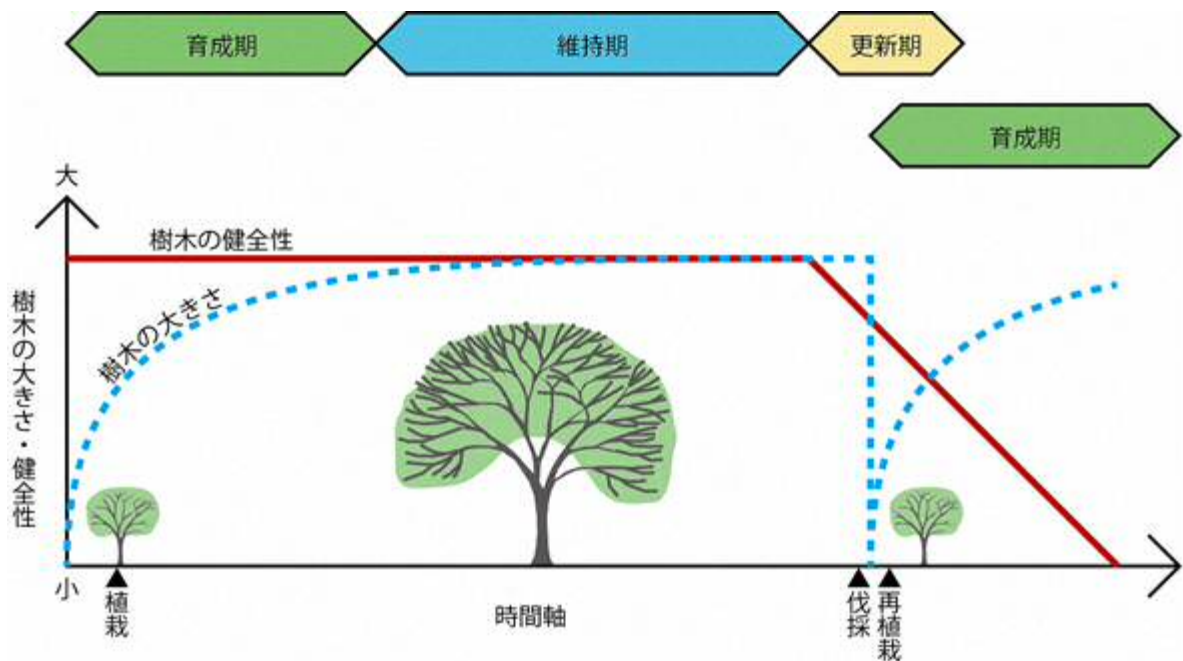 育成期
維持期
更新期
育成期
大
樹木の健全性
樹木の大きさ
樹木の大きさ・健全性
小
植栽
時間軸
伐採
再植栽